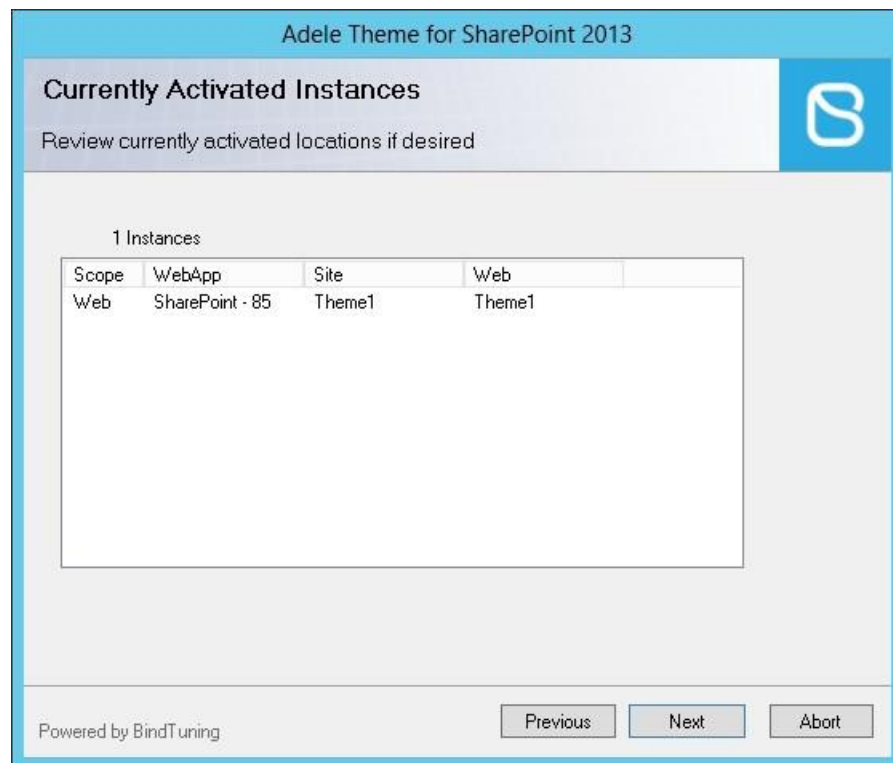 Adele Theme for SharePoint 2013
Currently Activated Instances
Review currently activated locations if desired
1 Instances
Scope WebApp Site Web
Web SharePoint - 85 Theme1 Theme1
Powered by BindTuning
Previous Next Abort